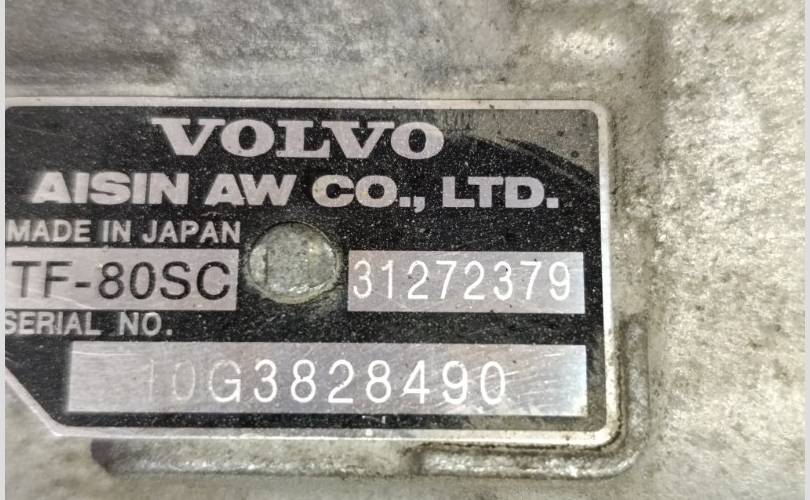 VOLVO
AISIN AW CO., LTD.
MADE IN JAPAN
TF-80SC 31272379
SERIAL NO.
10G3828490